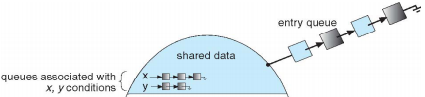 entry queue
shared data
queues associated with
x, y conditions
x
y